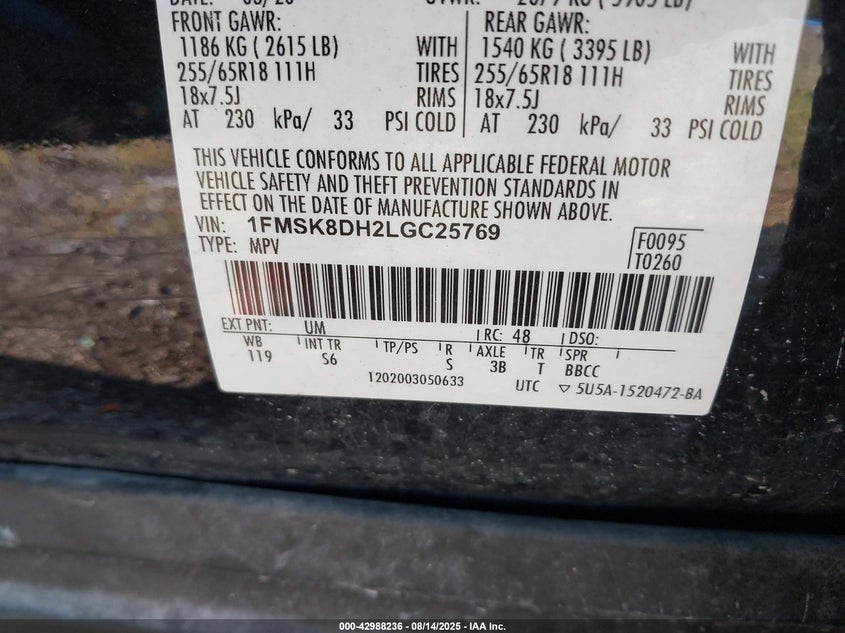 FRONT GAWR: REAR GAWR:
1186 KG ( 2615 LB) WITH 1540 KG ( 3395 LB) WITH
255/65R18 111H TIRES 255/65R18 111H TIRES
18x7.5J RIMS 18x7.5J RIMS
AT 230 kPa/ 33 PSI COLD AT 230 kPa/ 33 PSI COLD
THIS VEHICLE CONFORMS TO ALL APPLICABLE FEDERAL MOTOR
VEHICLE SAFETY AND THEFT PREVENTION STANDARDS IN
EFFECT ON THE DATE OF MANUFACTURE SHOWN ABOVE.
VIN: 1FMSK8DH2LGC25769
TYPE: MPV
F0095
T0260
EXT PNT: UM RC: 48 DSO:
WB INT TR TP/PS R AXLE TR SPR
119 S6 S 3B T BBCC
1202003050633 UTC ▽ 5U5A-1520472-BA
000-42988236 - 08/14/2025 - IAA Inc.